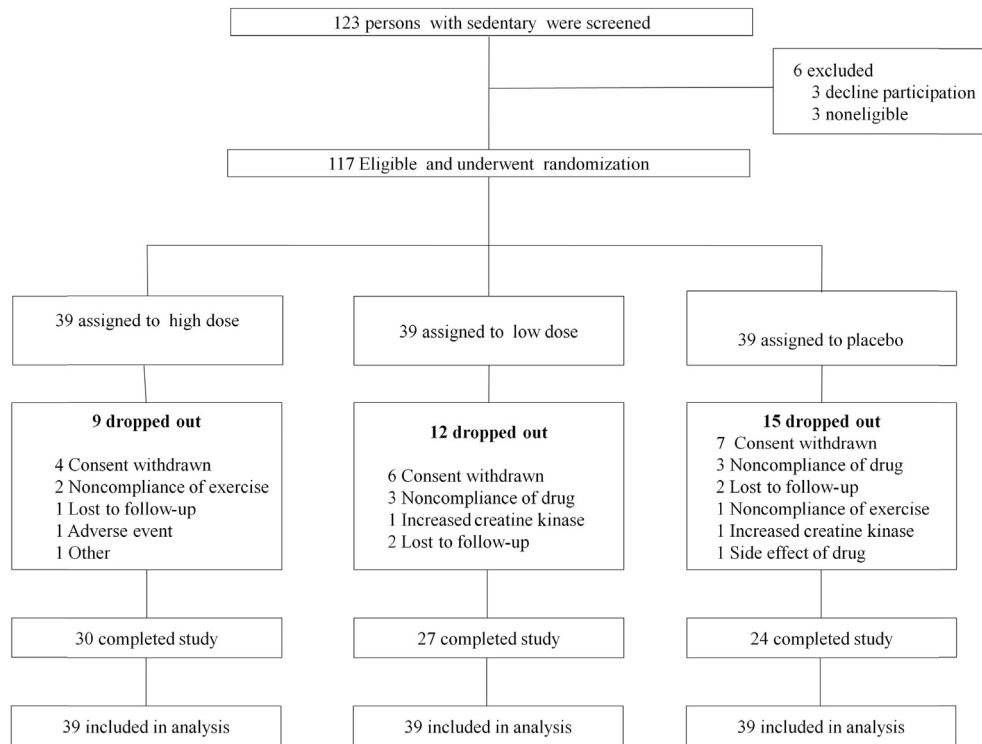 123 persons with sedentary were screened
6 excluded
3 decline participation
3 noneligible
117 Eligible and underwent randomization
39 assigned to high dose
39 assigned to low dose
39 assigned to placebo
9 dropped out
4 Consent withdrawn
2 Noncompliance of exercise
1 Lost to follow-up
1 Adverse event
1 Other
12 dropped out
6 Consent withdrawn
3 Noncompliance of drug
1 Increased creatine kinase
2 Lost to follow-up
15 dropped out
7 Consent withdrawn
3 Noncompliance of drug
2 Lost to follow-up
1 Noncompliance of exercise
1 Increased creatine kinase
1 Side effect of drug
30 completed study
27 completed study
24 completed study
39 included in analysis
39 included in analysis
39 included in analysis